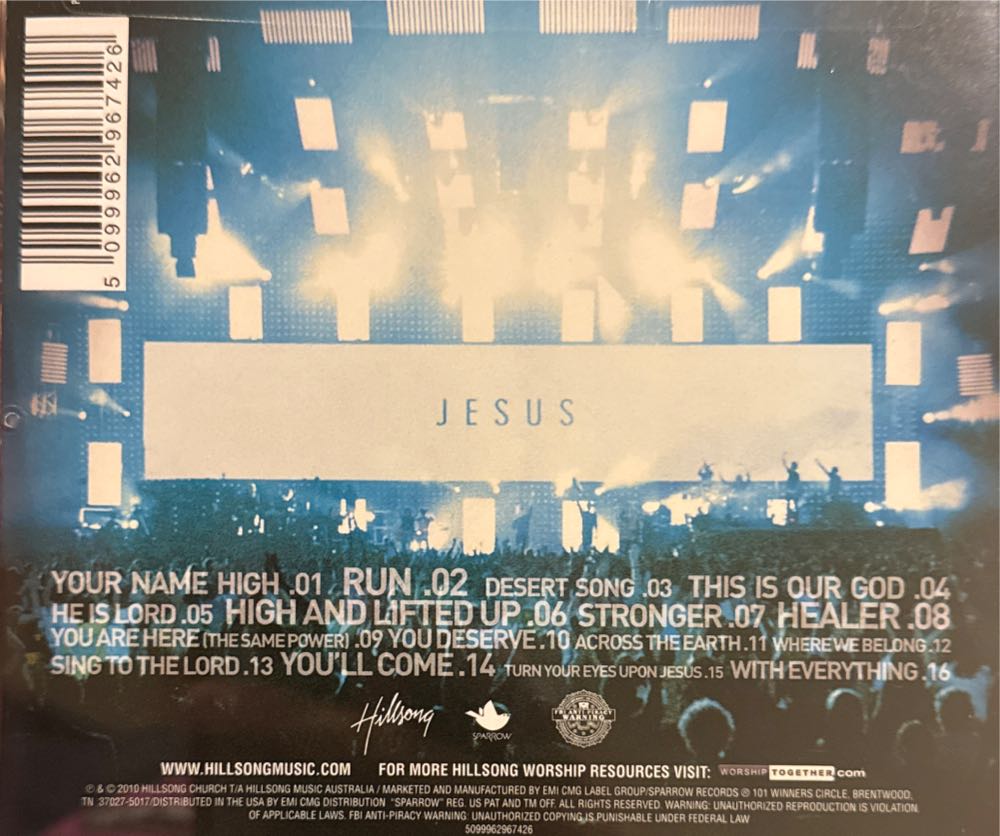 5 099962 967426
JESUS
YOUR NAME HIGH .01 RUN .02 DESERT SONG .03 THIS IS OUR GOD .04
HE IS LORD .05 HIGH AND LIFTED UP .06 STRONGER .07 HEALER .08
YOU ARE HERE (THE SAME POWER) .09 YOU DESERVE .10 ACROSS THE EARTH .11 WHERE WE BELONG .12
SING TO THE LORD .13 YOU'LL COME .14 TURN YOUR EYES UPON JESUS .15 WITH EVERYTHING .16
Hillsong
SPARROW
FBI ANTI-PIRACY
WARNING
WWW.HILLSONGMUSIC.COM FOR MORE HILLSONG WORSHIP RESOURCES VISIT: WORSHIP TOGETHER.com
℗ & © 2010 HILLSONG CHURCH T/A HILLSONG MUSIC AUSTRALIA / MARKETED AND MANUFACTURED BY EMI CMG LABEL GROUP/SPARROW RECORDS ® 101 WINNERS CIRCLE, BRENTWOOD,
TN 37027-5017/DISTRIBUTED IN THE USA BY EMI CMG DISTRIBUTION "SPARROW" REG. US PAT AND TM OFF. ALL RIGHTS RESERVED. WARNING: UNAUTHORIZED REPRODUCTION IS VIOLATION
OF APPLICABLE LAWS. FBI ANTI-PIRACY WARNING: UNAUTHORIZED COPYING IS PUNISHABLE UNDER FEDERAL LAW
5099962967426